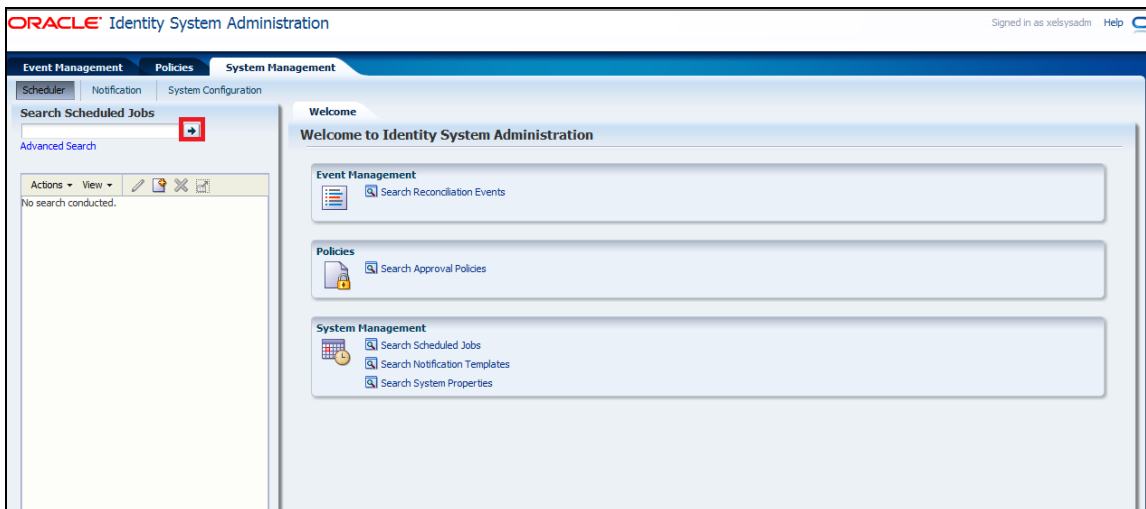 ORACLE Identity System Administration
Signed in as xelsysadm Help
Event Management Policies System Management
Scheduler Notification System Configuration
Search Scheduled Jobs
Advanced Search
Actions View
No search conducted.
Welcome
Welcome to Identity System Administration
Event Management
Search Reconciliation Events
Policies
Search Approval Policies
System Management
Search Scheduled Jobs
Search Notification Templates
Search System Properties